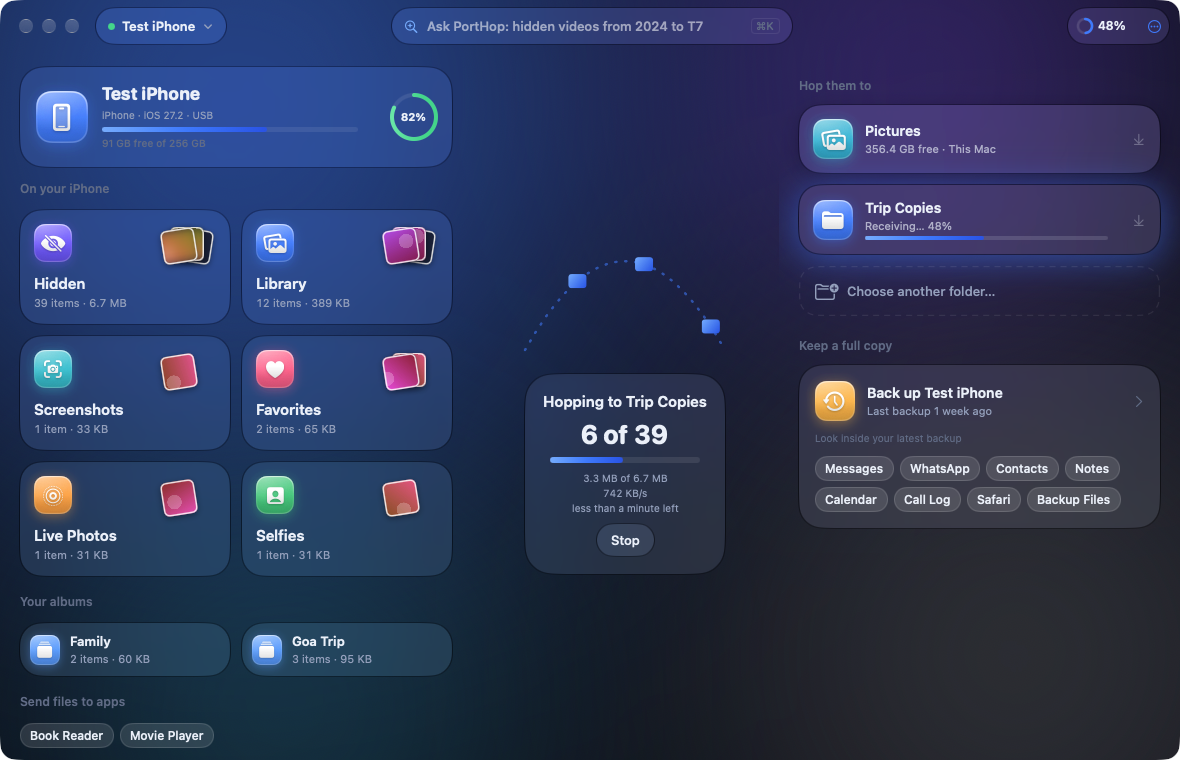 Test iPhone
Ask PortHop: hidden videos from 2024 to T7
⌘K
48%
Test iPhone
iPhone · iOS 27.2 · USB
91 GB free of 256 GB
82%
On your iPhone
Hidden
39 items · 6.7 MB
Library
12 items · 389 KB
Screenshots
1 item · 33 KB
Favorites
2 items · 65 KB
Live Photos
1 item · 31 KB
Selfies
1 item · 31 KB
Your albums
Family
2 items · 60 KB
Goa Trip
3 items · 95 KB
Send files to apps
Book Reader
Movie Player
Hopping to Trip Copies
6 of 39
3.3 MB of 6.7 MB
742 KB/s
less than a minute left
Stop
Hop them to
Pictures
356.4 GB free · This Mac
Trip Copies
Receiving… 48%
Choose another folder…
Keep a full copy
Back up Test iPhone
Last backup 1 week ago
Look inside your latest backup
Messages
WhatsApp
Contacts
Notes
Calendar
Call Log
Safari
Backup Files